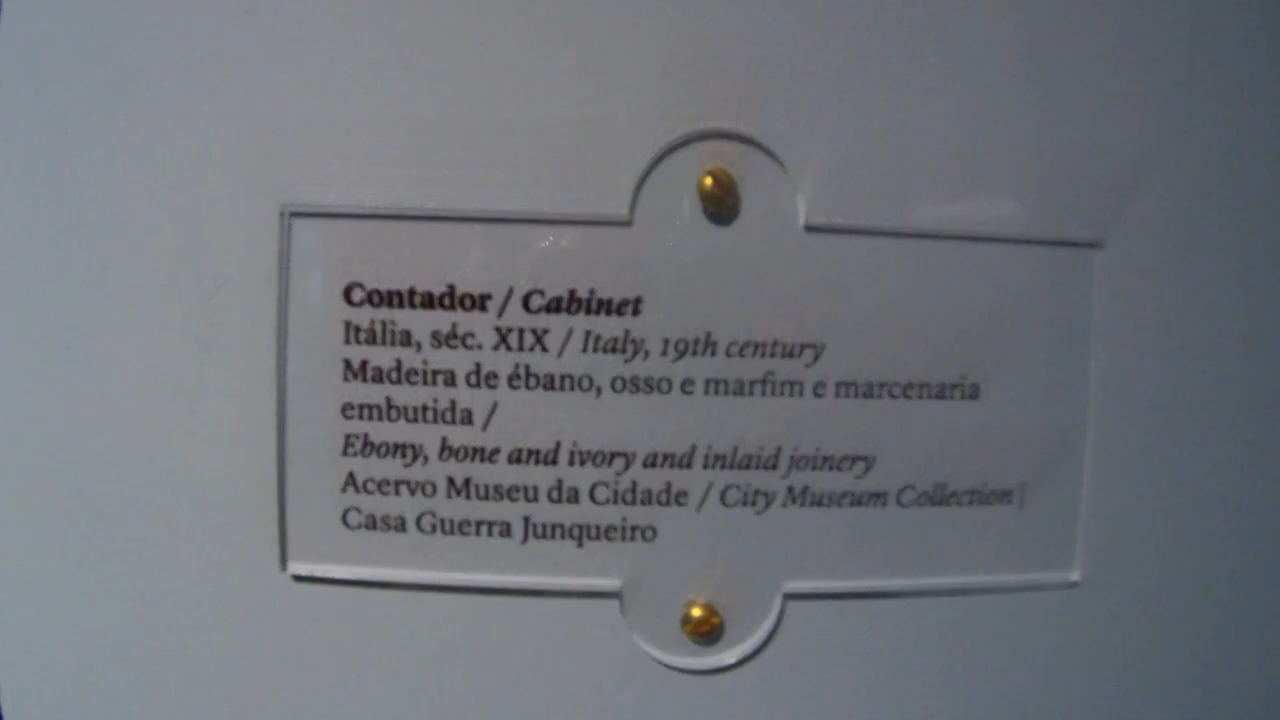 Contador / Cabinet
Itália, séc. XIX / Italy, 19th century
Madeira de ébano, osso e marfim e marcenaria
embutida /
Ebony, bone and ivory and inlaid joinery
Acervo Museu da Cidade / City Museum Collection |
Casa Guerra Junqueiro